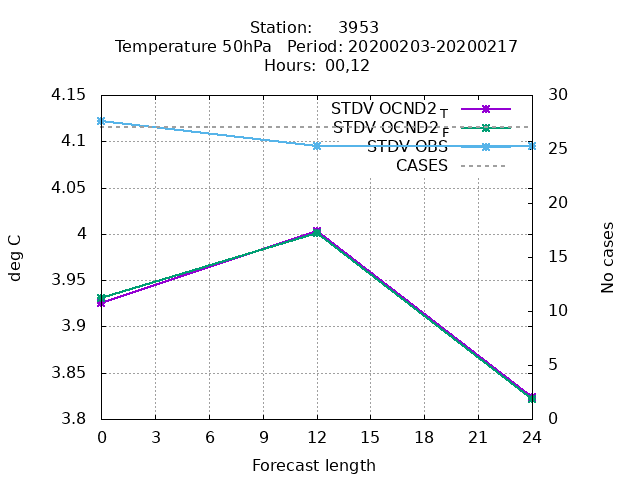 Station: 3953
Temperature 50hPa Period: 20200203-20200217
Hours: 00,12
4.15
4.1
4.05
4
3.95
3.9
3.85
3.8
deg C
STDV OCND2 T
STDV OCND2 F
STDV OBS
CASES
30
25
20
15
10
5
0
No cases
0 3 6 9 12 15 18 21 24
Forecast length